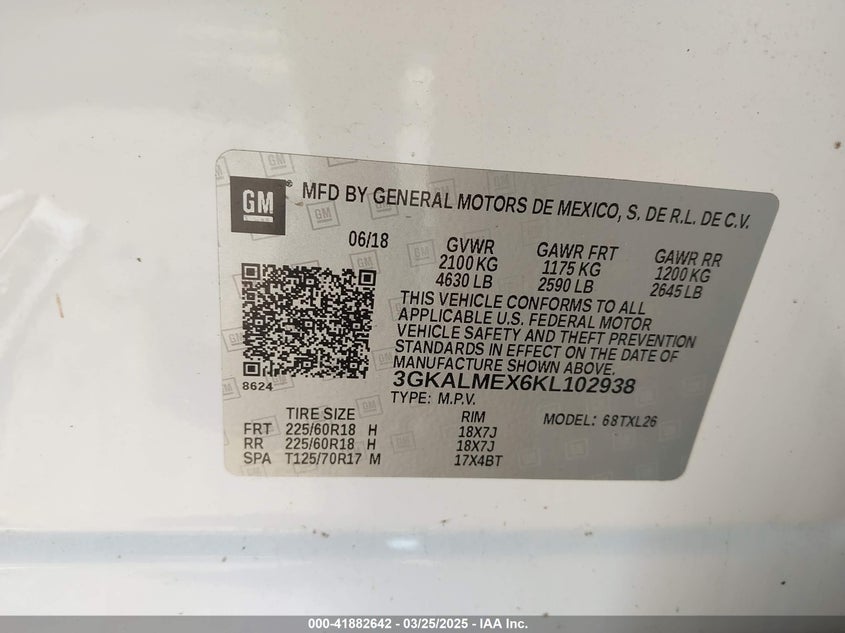 GM
MFD BY GENERAL MOTORS DE MEXICO, S. DE R.L. DE C.V.
06/18
GVWR
2100 KG
4630 LB
GAWR FRT
1175 KG
2590 LB
GAWR RR
1200 KG
2645 LB
THIS VEHICLE CONFORMS TO ALL
APPLICABLE U.S. FEDERAL MOTOR
VEHICLE SAFETY AND THEFT PREVENTION
STANDARDS IN EFFECT ON THE DATE OF
MANUFACTURE SHOWN ABOVE.
8624
3GKALMEX6KL102938
TYPE: M.P.V.
MODEL: 68TXL26
TIRE SIZE RIM
FRT 225/60R18 H 18X7J
RR 225/60R18 H 18X7J
SPA T125/70R17 M 17X4BT
000-41882642 - 03/25/2025 - IAA Inc.